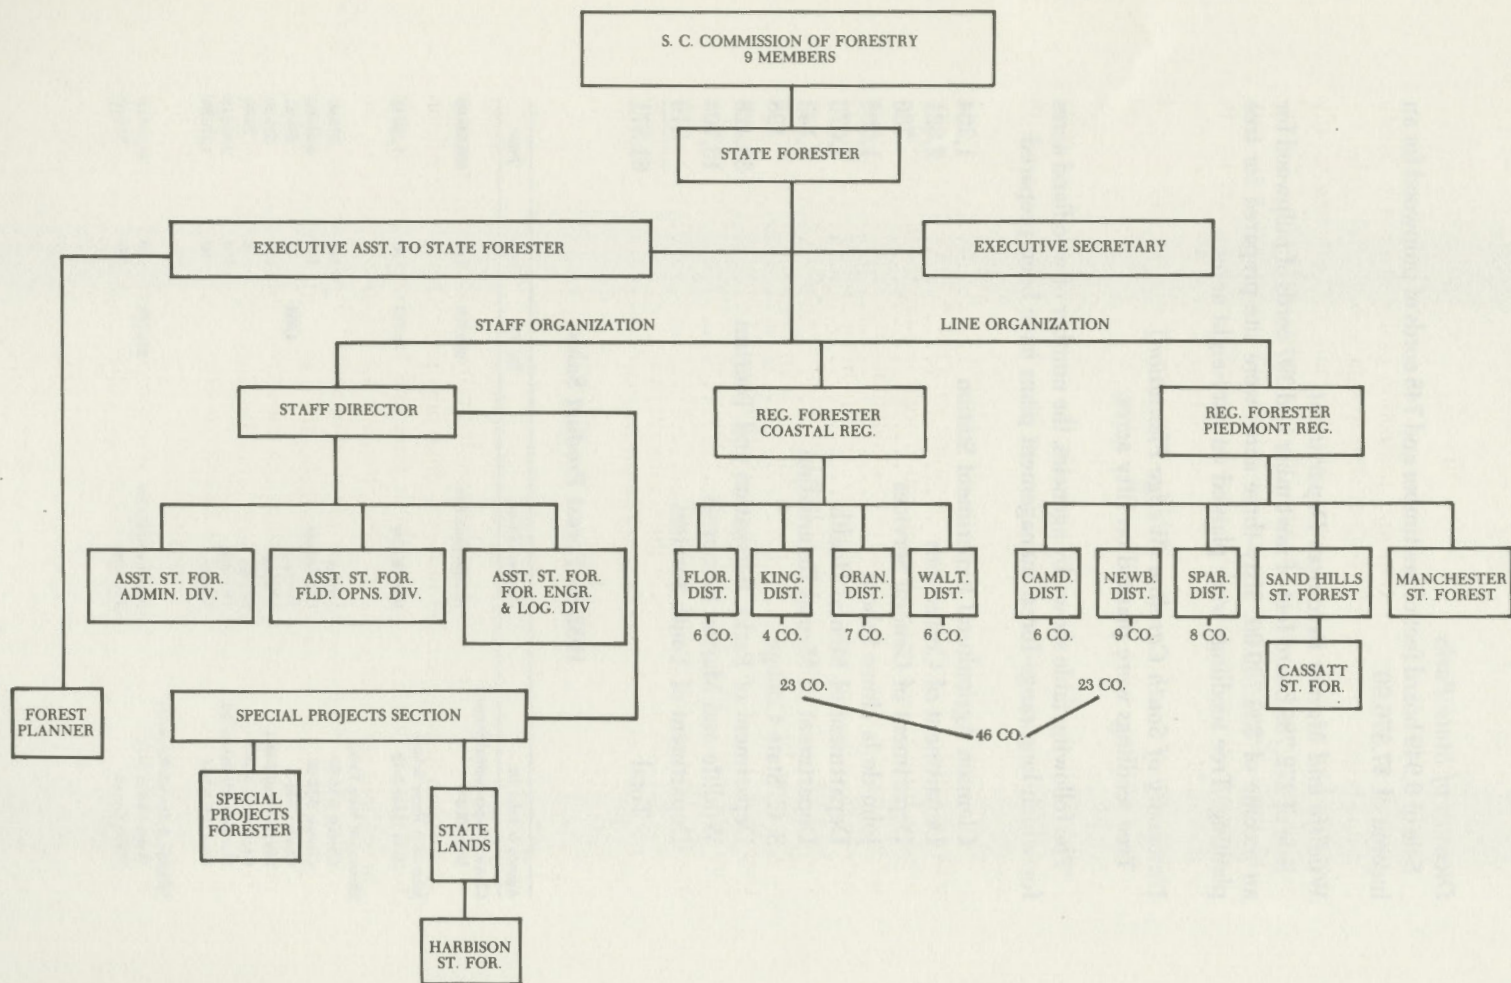 S. C. COMMISSION OF FORESTRY
9 MEMBERS
STATE FORESTER
EXECUTIVE ASST. TO STATE FORESTER
EXECUTIVE SECRETARY
STAFF ORGANIZATION
LINE ORGANIZATION
STAFF DIRECTOR
REG. FORESTER
COASTAL REG.
REG. FORESTER
PIEDMONT REG.
ASST. ST. FOR.
ADMIN. DIV.
ASST. ST. FOR.
FLD. OPNS. DIV.
ASST. ST. FOR.
FOR. ENGR.
& LOG. DIV
FLOR.
DIST.
6 CO.
KING.
DIST.
4 CO.
ORAN.
DIST.
7 CO.
WALT.
DIST.
6 CO.
CAMD.
DIST.
6 CO.
NEWB.
DIST.
9 CO.
SPAR.
DIST.
8 CO.
SAND HILLS
ST. FOREST
MANCHESTER
ST. FOREST
CASSATT
ST. FOR.
23 CO.
23 CO.
46 CO.
FOREST
PLANNER
SPECIAL PROJECTS SECTION
SPECIAL
PROJECTS
FORESTER
STATE
LANDS
HARBISON
ST. FOR.